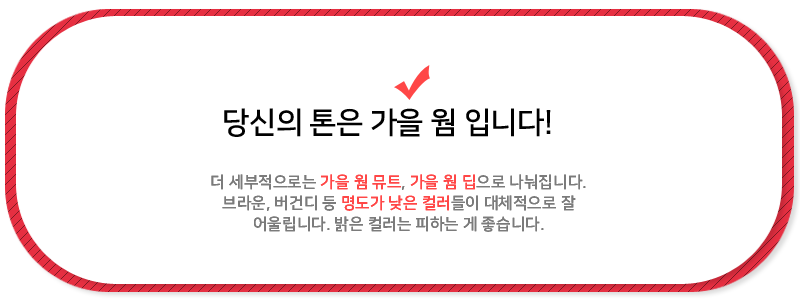 당신의 톤은 가을 웜 입니다!
더 세부적으로는 가을 웜 뮤트, 가을 웜 딥으로 나눠집니다.
브라운, 버건디 등 명도가 낮은 컬러들이 대체적으로 잘
어울립니다. 밝은 컬러는 피하는 게 좋습니다.